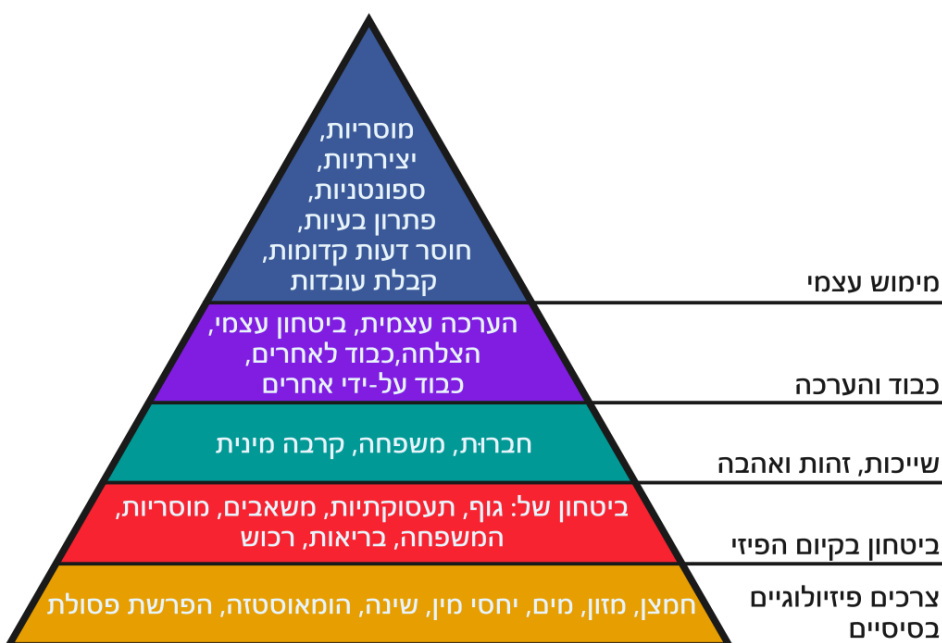 מוסריות,
יצירתיות,
ספונטניות,
פתרון בעיות,
חוסר דעות קדומות,
קבלת עובדות
מימוש עצמי
הערכה עצמית, ביטחון עצמי,
הצלחה,כבוד לאחרים,
כבוד על-ידי אחרים
כבוד והערכה
חברוּת, משפחה, קרבה מינית
שייכות, זהות ואהבה
ביטחון של: גוף, תעסוקתיות, משאבים, מוסריות,
המשפחה, בריאות, רכוש
ביטחון בקיום הפיזי
חמצן, מזון, מים, יחסי מין, שינה, הומאוסטזה, הפרשת פסולת
צרכים פיזיולוגיים
בסיסיים